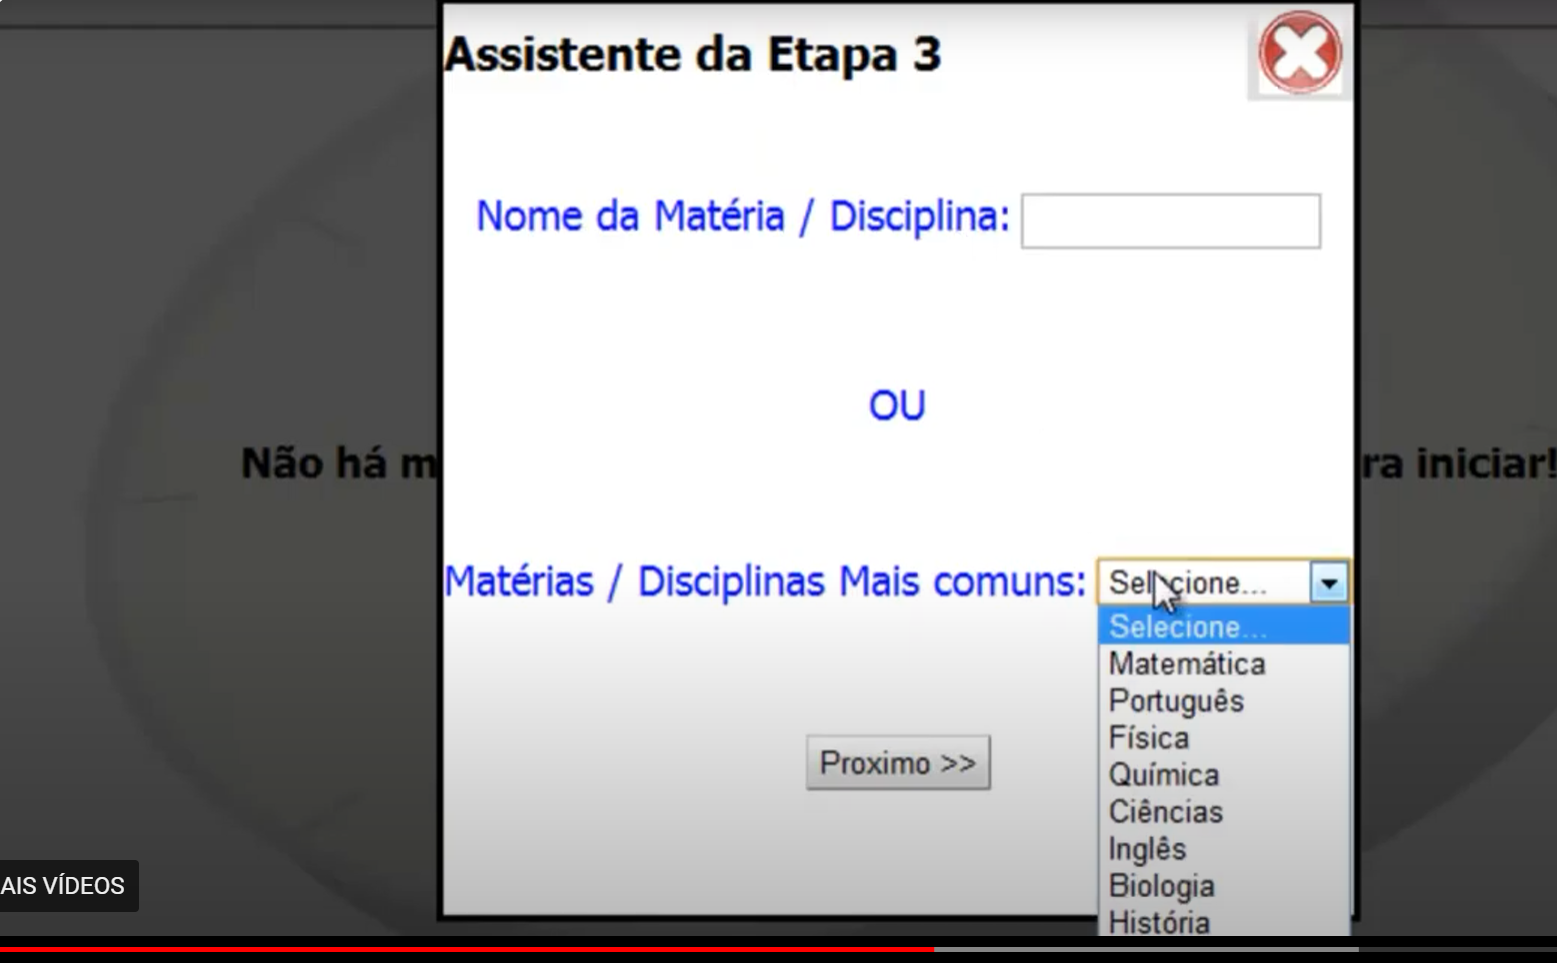 Assistente da Etapa 3
Nome da Matéria / Disciplina:
OU
Não há m
ra iniciar!
Matérias / Disciplinas Mais comuns:
Selecione...
Selecione...
Matemática
Português
Física
Química
Ciências
Inglês
Biologia
História
Proximo >>
AIS VÍDEOS